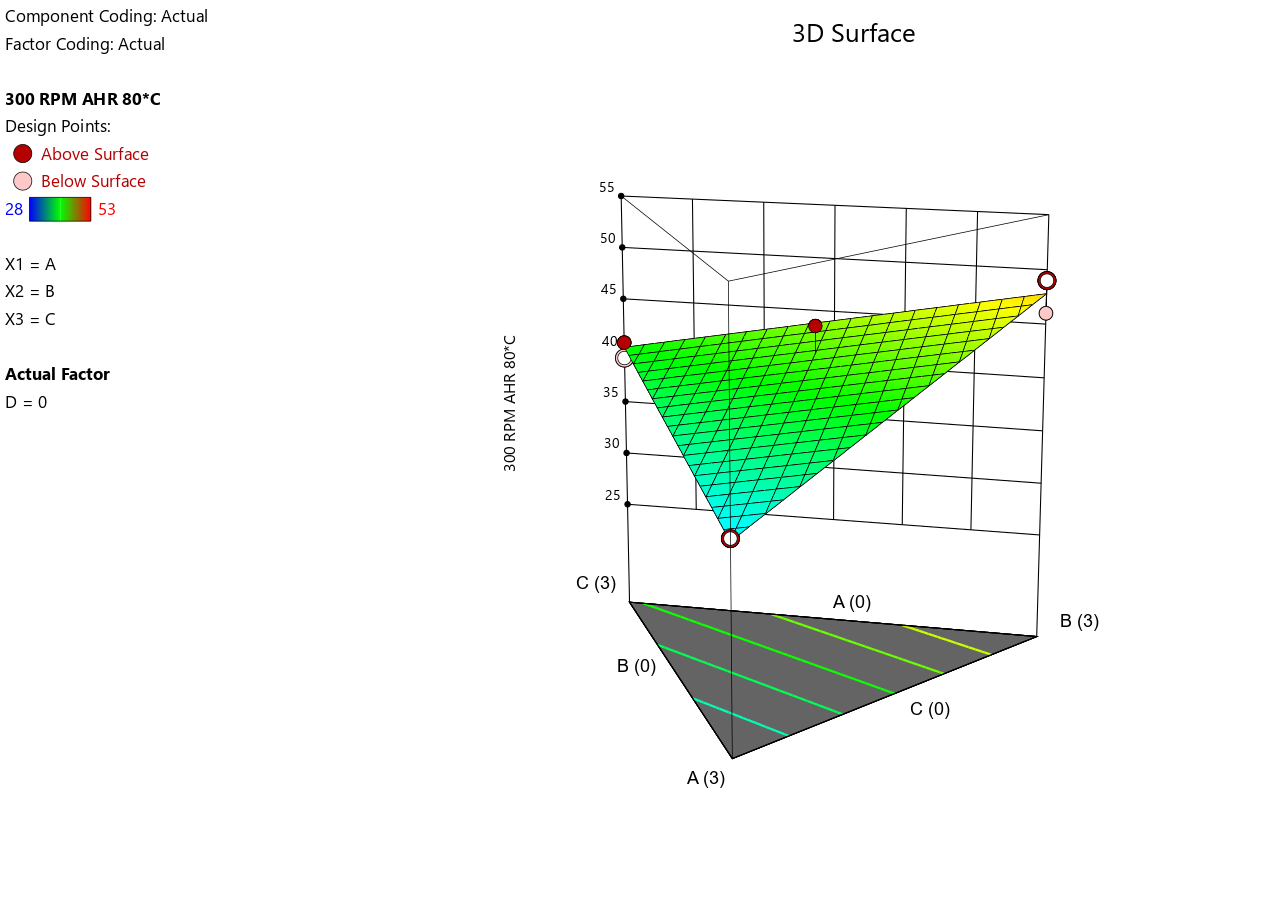 Component Coding: Actual
Factor Coding: Actual
300 RPM AHR 80*C
Design Points:
Above Surface
Below Surface
28 53
X1 = A
X2 = B
X3 = C
Actual Factor
D = 0
3D Surface
55
50
45
40
35
30
25
300 RPM AHR 80*C
C (3)
A (0)
B (3)
B (0)
C (0)
A (3)